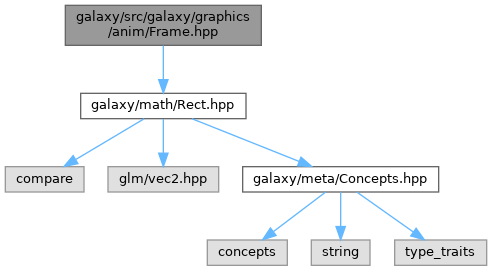 galaxy/src/galaxy/graphics
/anim/Frame.hpp
galaxy/math/Rect.hpp
compare
glm/vec2.hpp
galaxy/meta/Concepts.hpp
concepts
string
type_traits